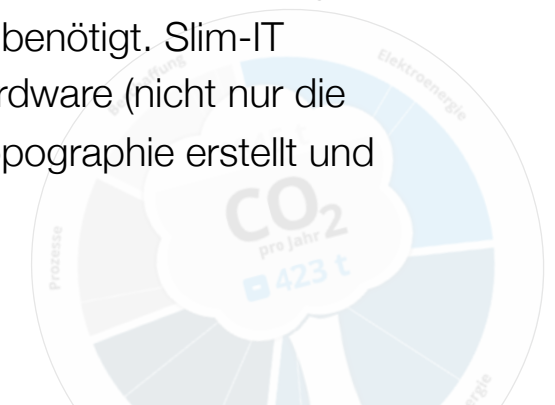 benötigt. Slim-IT
rdware (nicht nur die
pographie erstellt und
Elektroenergie
CO2
pro Jahr
- 423 t
Prozesse